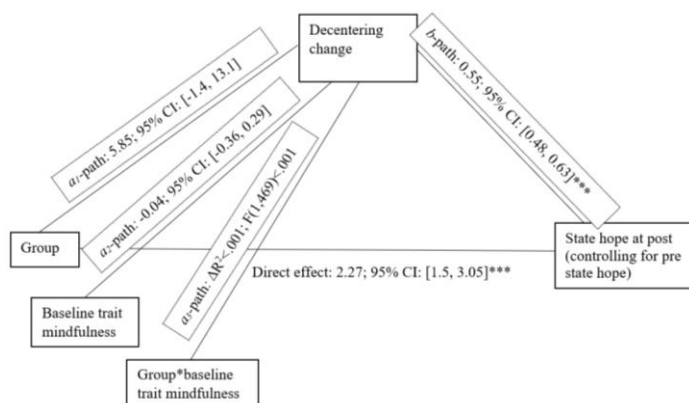 Decentering
change
b-path: 0.55; 95% CI: [0.48, 0.63]***
a₁-path: 5.85; 95% CI: [-1.4, 13.1]
a₂-path: -0.04; 95% CI: [-0.36, 0.29]
a₃-path: ΔR²<.001; F(1.469)<.001
Group
State hope at post
(controlling for pre
state hope)
Direct effect: 2.27; 95% CI: [1.5, 3.05]***
Baseline trait
mindfulness
Group*baseline
trait mindfulness